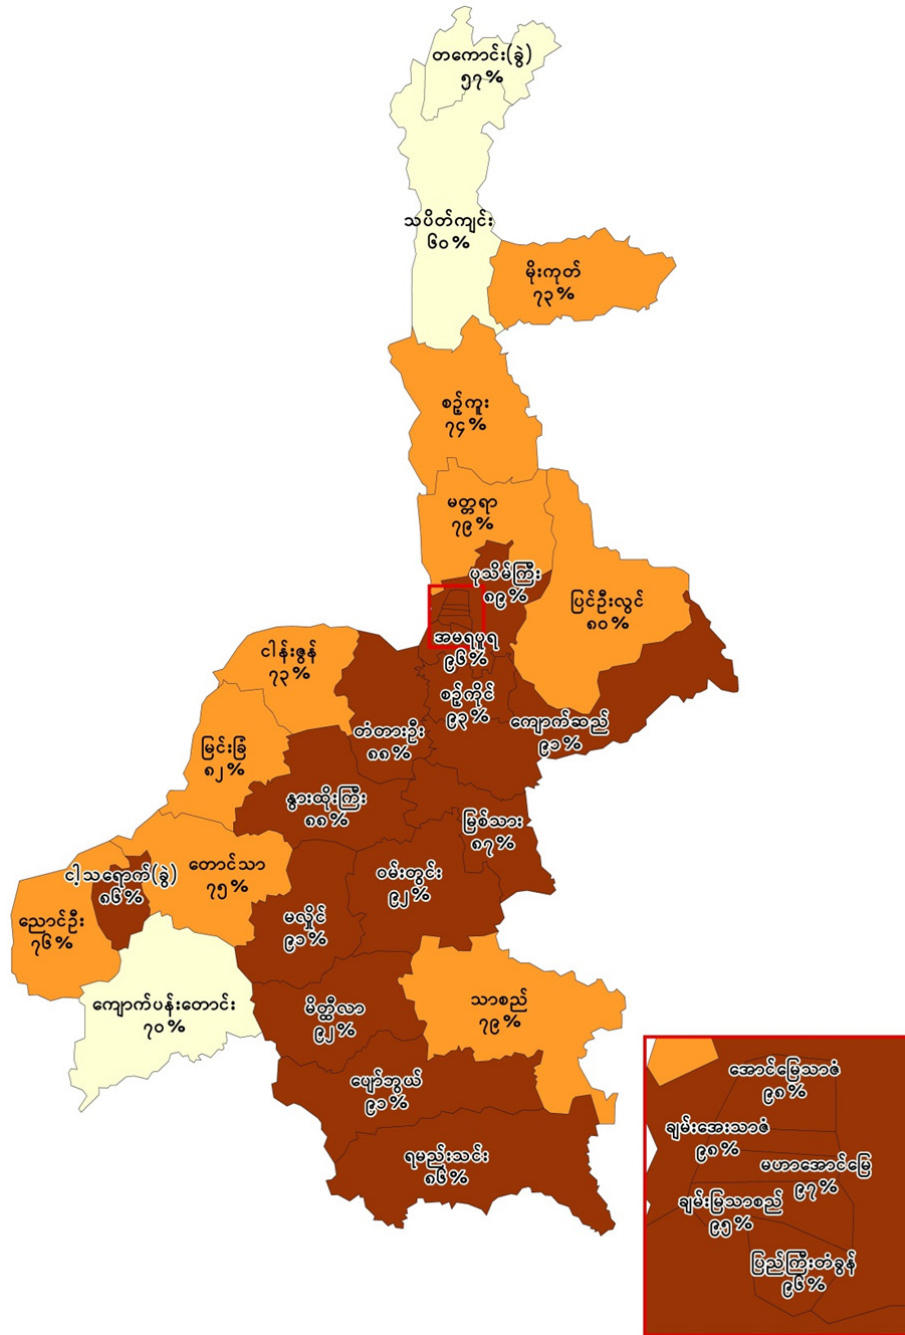 တကောင်း(ခွဲ)
၅၇%
သပိတ်ကျင်း
၆၀%
မိုးကုတ်
၇၃%
စဉ့်ကူး
၇၄%
မတ္တရာ
၇၉%
ပုသိမ်ကြီး
၈၉%
ပြင်ဦးလွင်
၈၀%
အမရပူရ
၉၆%
ငါန်းဇွန်
၇၃%
စဉ့်ကိုင်
၉၃%
ကျောက်ဆည်
၉၁%
တံတားဦး
၈၈%
မြင်းခြံ
၈၂%
နွားထိုးကြီး
၈၈%
မြစ်သား
၈၇%
တောင်သာ
၇၅%
ဝမ်းတွင်း
၉၂%
ငါ့သရောက်(ခွဲ)
၈၆%
ညောင်ဦး
၇၆%
မလှိုင်
၉၁%
ကျောက်ပန်းတောင်း
၇၀%
မိတ္ထီလာ
၉၂%
သာစည်
၇၉%
ပျော်ဘွယ်
၉၁%
ရမည်းသင်း
၈၆%
အောင်မြေသာဇံ
၉၈%
ချမ်းအေးသာဇံ
၉၈%
မဟာအောင်မြေ
၉၇%
ချမ်းမြသာစည်
၉၅%
ပြည်ကြီးတံခွန်
၉၆%